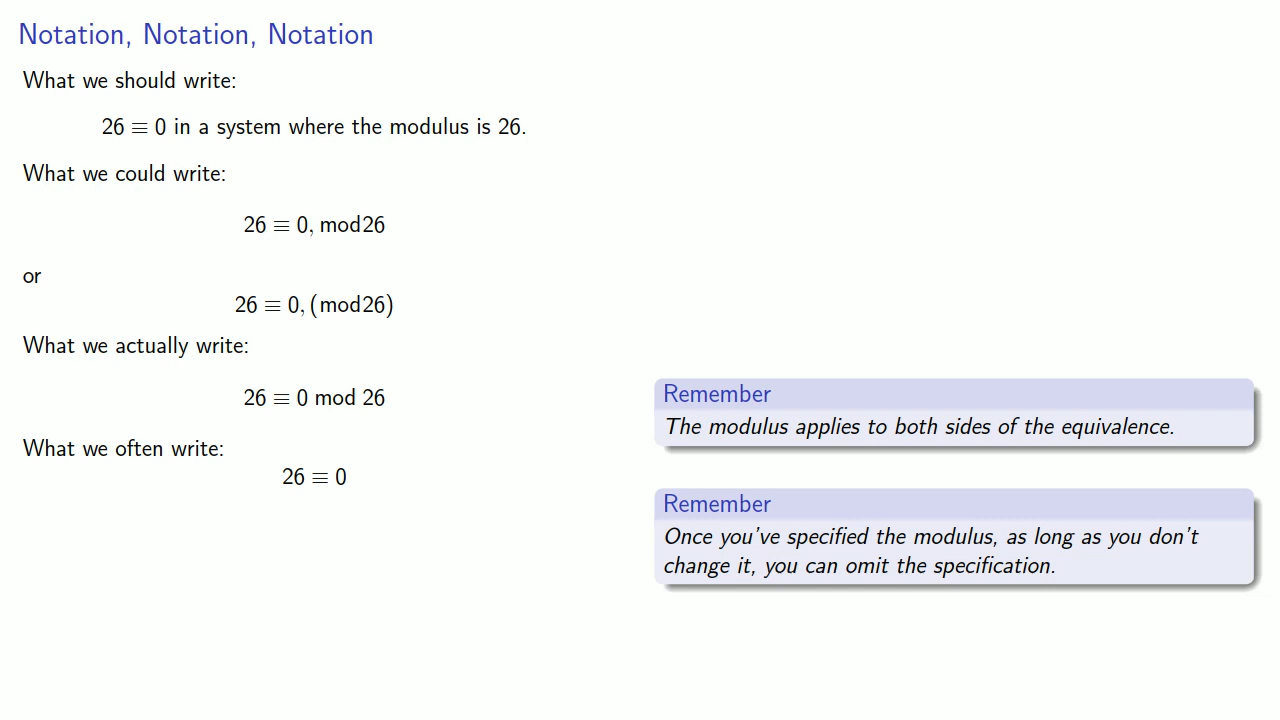 Notation, Notation, Notation
What we should write:
26 ≡ 0 in a system where the modulus is 26.
What we could write:
26 ≡ 0, mod26
or
26 ≡ 0, (mod26)
What we actually write:
26 ≡ 0 mod 26
What we often write:
26 ≡ 0
Remember
The modulus applies to both sides of the equivalence.
Remember
Once you've specified the modulus, as long as you don't
change it, you can omit the specification.